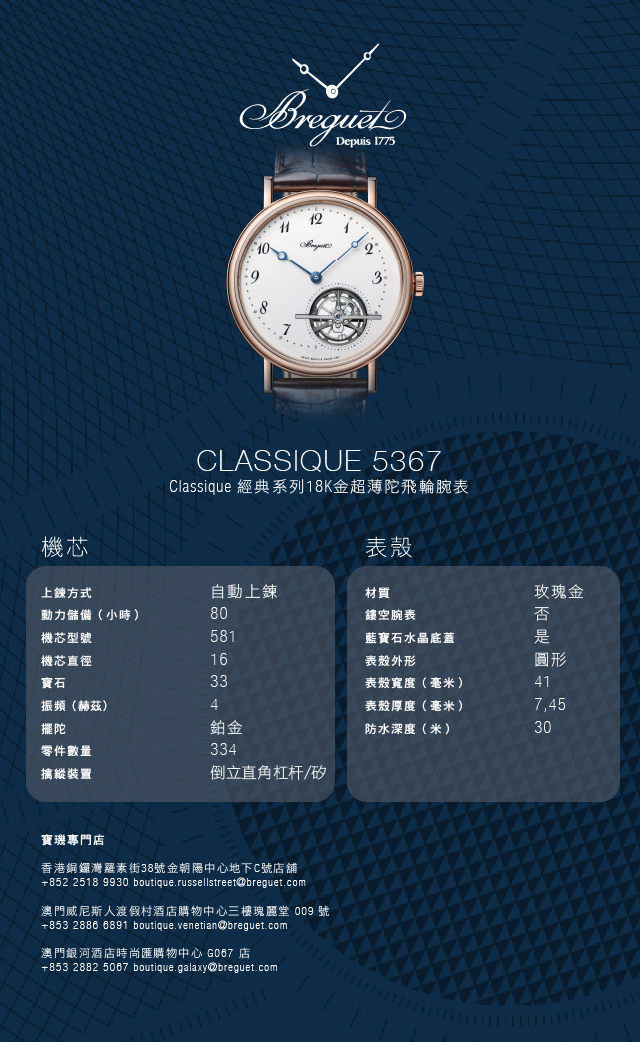 Breguet
Depuis 1775
12
11
1
10
2
Breguet
9
3
8
7
CLASSIQUE 5367
Classique 經典系列18K金超薄陀飛輪腕表
機芯
上鍊方式 自動上鍊
動力儲備（小時） 80
機芯型號 581
機芯直徑 16
寶石 33
振頻（赫茲） 4
擺陀 鉑金
零件數量 334
擒縱裝置 倒立直角杠杆/矽
表殼
材質 玫瑰金
鏤空腕表 否
藍寶石水晶底蓋 是
表殼外形 圓形
表殼寬度（毫米） 41
表殼厚度（毫米） 7,45
防水深度（米） 30
寶璣專門店
香港銅鑼灣羅素街38號金朝陽中心地下C號店舖
+852 2518 9930 boutique.russellstreet@breguet.com
澳門威尼斯人渡假村酒店購物中心三樓瑰麗堂 009 號
+853 2886 6891 boutique.venetian@breguet.com
澳門銀河酒店時尚匯購物中心 G067 店
+853 2882 5067 boutique.galaxy@breguet.com